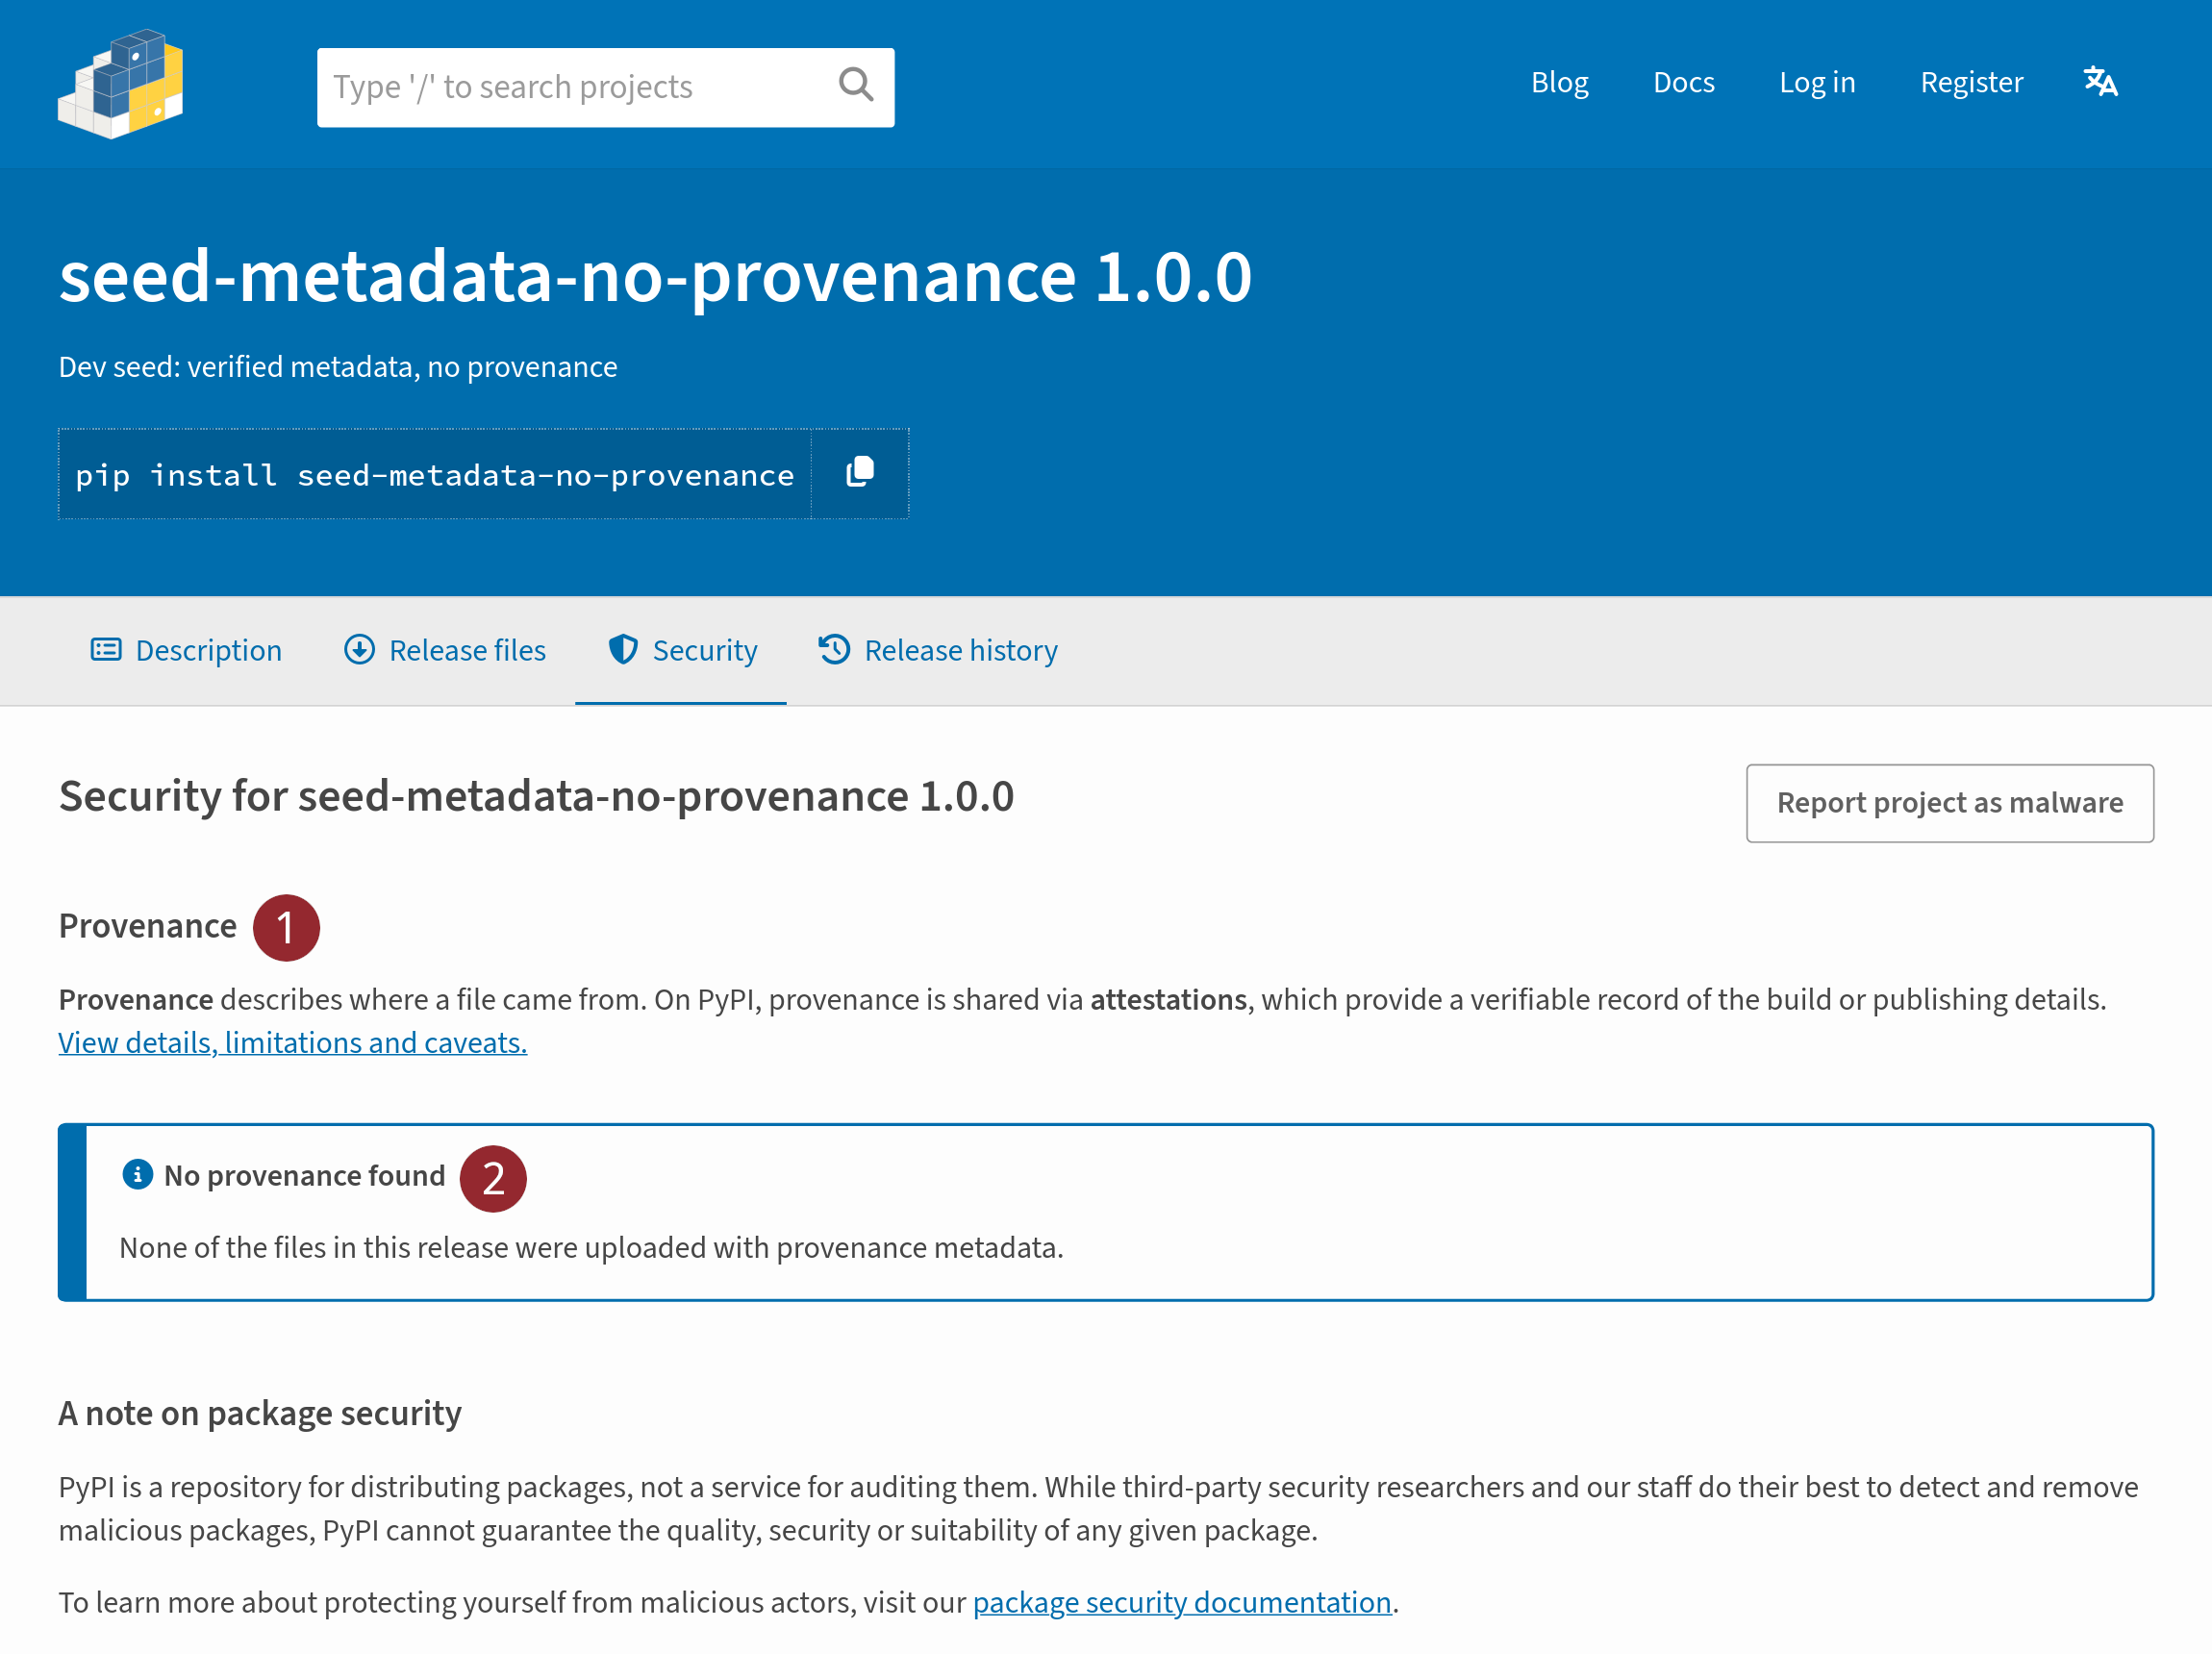 Type '/' to search projects
Blog Docs Log in Register
seed-metadata-no-provenance 1.0.0
Dev seed: verified metadata, no provenance
pip install seed-metadata-no-provenance
Description Release files Security Release history
Security for seed-metadata-no-provenance 1.0.0
Report project as malware
Provenance 1
Provenance describes where a file came from. On PyPI, provenance is shared via attestations, which provide a verifiable record of the build or publishing details.
View details, limitations and caveats.
No provenance found 2
None of the files in this release were uploaded with provenance metadata.
A note on package security
PyPI is a repository for distributing packages, not a service for auditing them. While third-party security researchers and our staff do their best to detect and remove
malicious packages, PyPI cannot guarantee the quality, security or suitability of any given package.
To learn more about protecting yourself from malicious actors, visit our package security documentation.